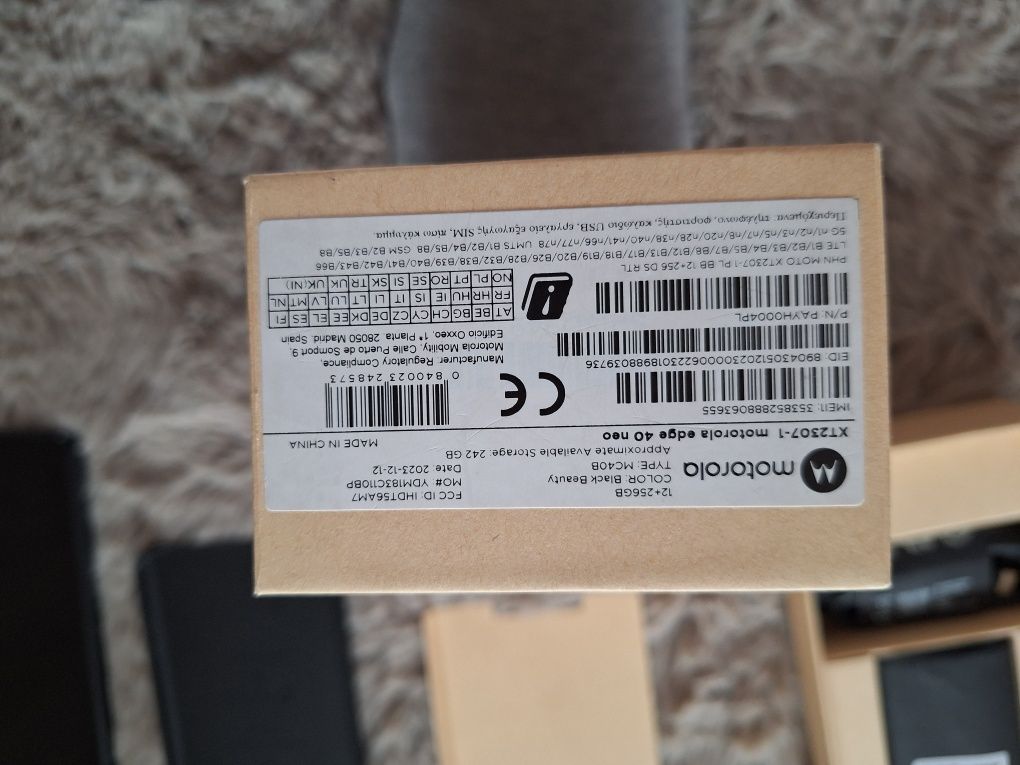 motorola
12+256GB
COLOR: Black Beauty
TYPE: MC40B
Approximate Available Storage: 242 GB
FCC ID: IHDT56AM7
MO#: YDM183C110BP
Date: 2023-12-12
XT2307-1 motorola edge 40 neo
MADE IN CHINA
IMEI1: 353852880063655
EID: 89043051202300000622301898803 9736
P/N: PAYH0004PL
PHN MOTO XT2307-1 PL BB 12+256 DS RTL
0 840023 248573
CE
Manufacturer: Regulatory Compliance,
Motorola Mobility, Calle Puerto de Somport 9,
Edificio Oxxeo, 1ª Planta, 28050 Madrid, Spain
AT BE BG CH CY CZ DE DK EE EL ES FI
FR HR HU IE IS IT LI LT LU LV MT NL
NO PL PT RO SE SI SK TR UK UK(NI)
LTE B1/B2/B3/B4/B5/B7/B8/B12/B13/B17/B18/B19/B20/B26/B28/B32/B38/B39/B40/B41/B42/B43/B66
5G n1/n2/n3/n5/n7/n8/n20/n28/n38/n40/n41/n66/n77/n78 UMTS B1/B2/B4/B5/B8 GSM B2/B3/B5/B8
Περιεχόμενα: τηλέφωνο, φορτιστής, καλώδιο USB, εργαλείο εξαγωγής SIM, πίσω κάλυμμα